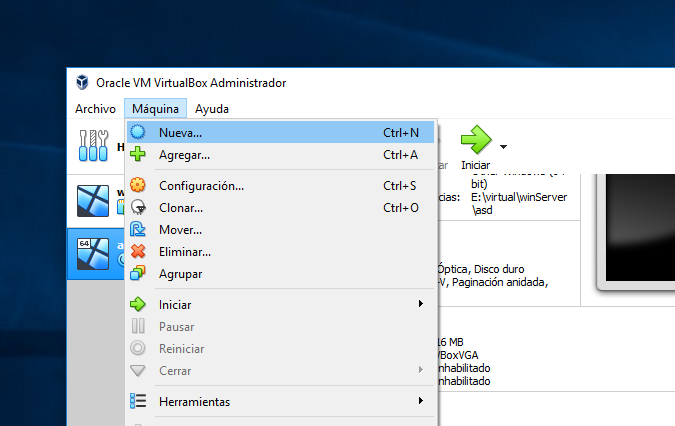 Oracle VM VirtualBox Administrador
Archivo Máquina Ayuda
Nueva... Ctrl+N
Agregar... Ctrl+A
Configuración... Ctrl+S
Clonar... Ctrl+O
Mover...
Eliminar...
Agrupar
Iniciar
Pausar
Reiniciar
Cerrar
Herramientas
H
w
64
a
ar
Iniciar
bit)
cias: E:\virtual\winServer
\asd
Óptica, Disco duro
-V, Paginación anidada,
16 MB
VBoxVGA
nhabilitado
nhabilitado